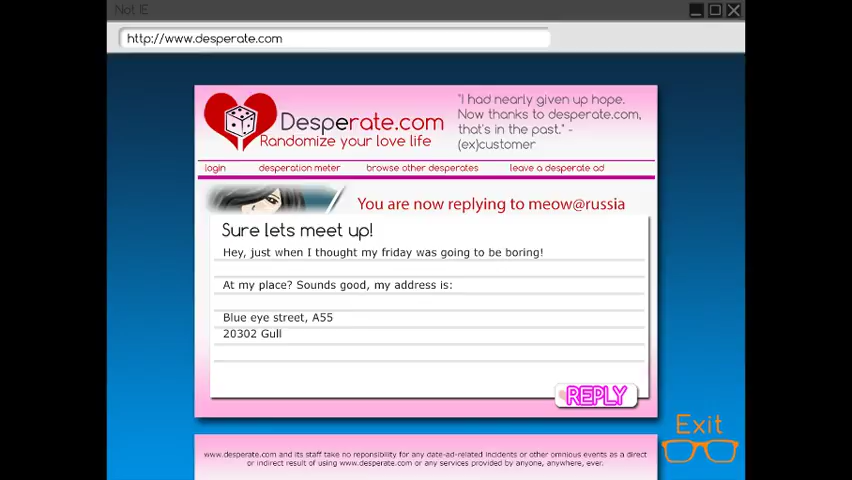 Not IE
http://www.desperate.com
Desperate.com
Randomize your love life
"I had nearly given up hope.
Now thanks to desperate.com,
that's in the past." -
(ex)customer
login desperation meter browse other desperates leave a desperate ad
You are now replying to meow@russia
Sure lets meet up!
Hey, just when I thought my friday was going to be boring!
At my place? Sounds good, my address is:
Blue eye street, A55
20302 Gull
REPLY
Exit
www.desperate.com and its staff take no reponsibility for any date-ad-related incidents or other omnious events as a direct
or indirect result of using www.desperate.com or any services provided by anyone, anywhere, ever.